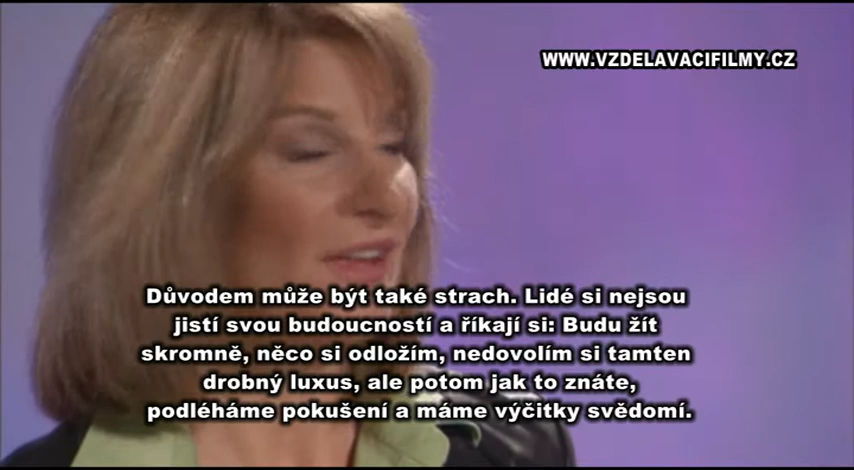 WWW.VZDELAVACIFILMY.CZ
Důvodem může být také strach. Lidé si nejsou
jistí svou budoucností a říkají si: Budu žít
skromně, něco si odložím, nedovolím si tamten
drobný luxus, ale potom jak to znáte,
podléháme pokušení a máme výčitky svědomí.